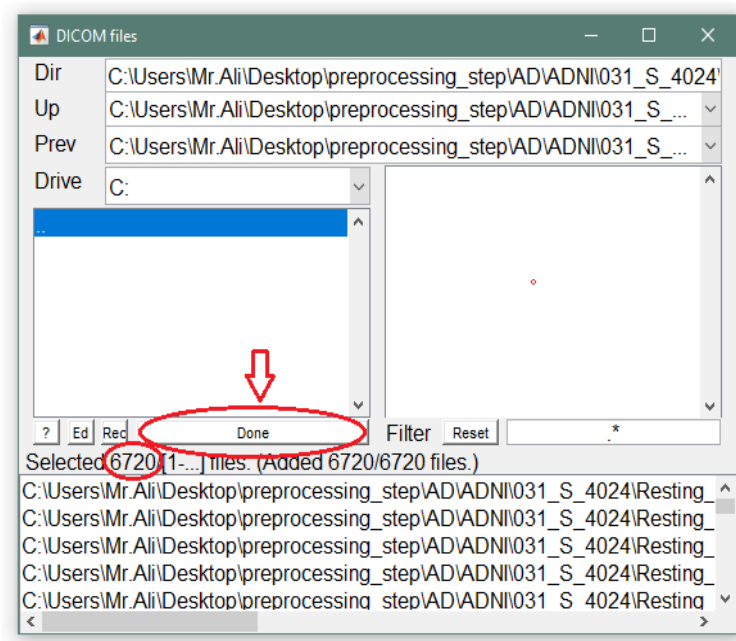 DICOM files
Dir C:\Users\Mr.Ali\Desktop\preprocessing_step\AD\ADNI\031_S_4024\
Up C:\Users\Mr.Ali\Desktop\preprocessing_step\AD\ADNI\031_S_...
Prev C:\Users\Mr.Ali\Desktop\preprocessing_step\AD\ADNI\031_S_...
Drive C:
..
? Ed Rec Done Filter Reset .*
Selected 6720/[1-...] files. (Added 6720/6720 files.)
C:\Users\Mr.Ali\Desktop\preprocessing_step\AD\ADNI\031_S_4024\Resting_
C:\Users\Mr.Ali\Desktop\preprocessing_step\AD\ADNI\031_S_4024\Resting_
C:\Users\Mr.Ali\Desktop\preprocessing_step\AD\ADNI\031_S_4024\Resting_
C:\Users\Mr.Ali\Desktop\preprocessing_step\AD\ADNI\031_S_4024\Resting_
C:\Users\Mr.Ali\Desktop\preprocessing_step\AD\ADNI\031_S_4024\Resting_